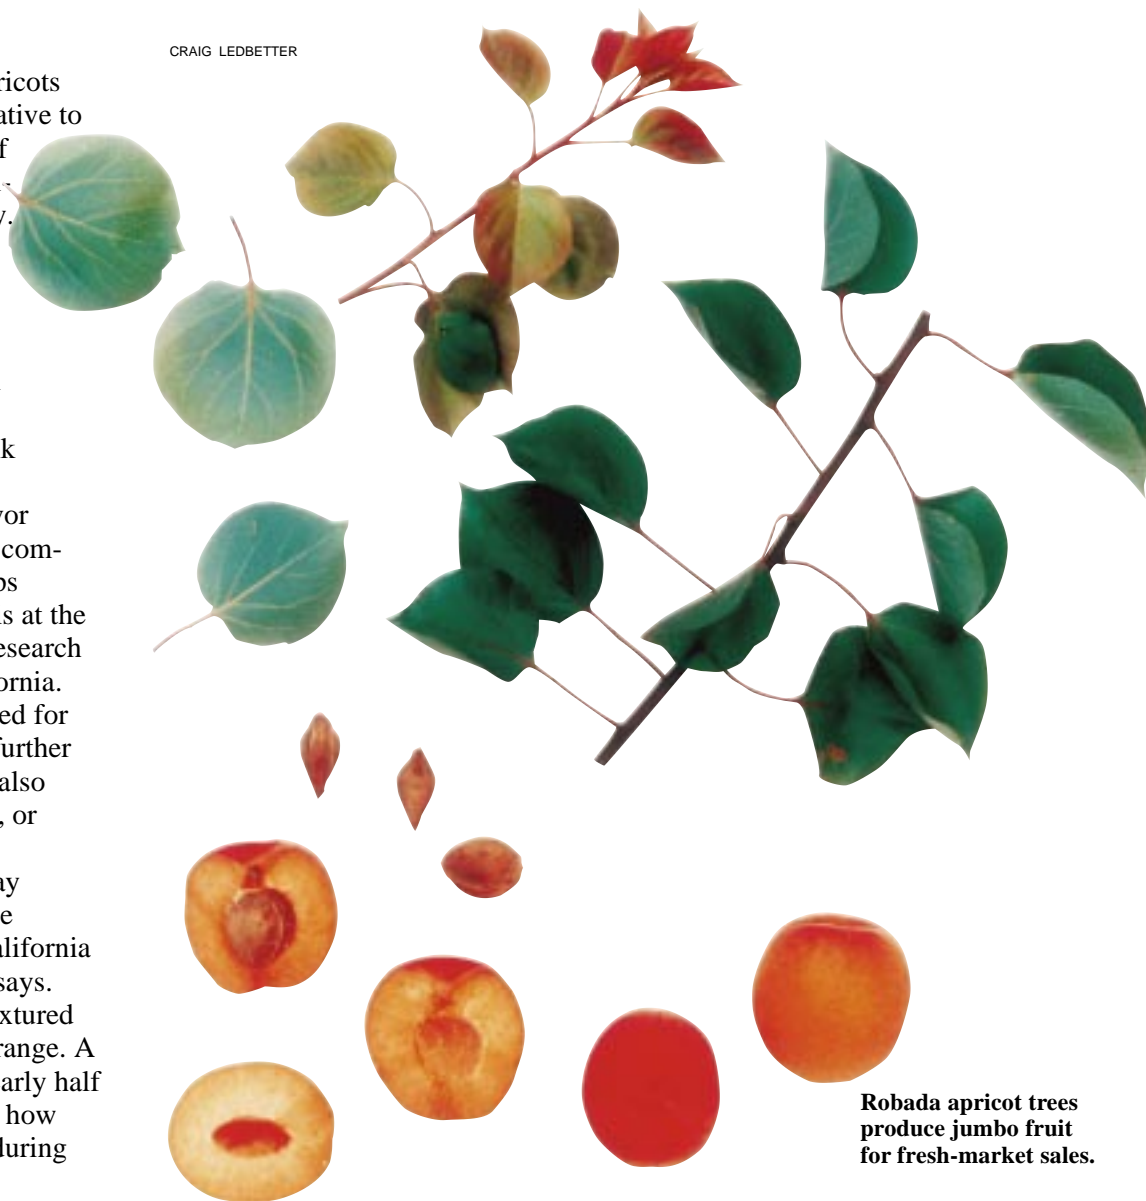 CRAIG LEDBETTER
ricots
ative to
f
-
y.
k
vor
com-
os
s at the
esearch
ornia.
ed for
further
also
, or
ay
e
alifornia
says.
xtured
range. A
early half
how
during
Robada apricot trees
produce jumbo fruit
for fresh-market sales.